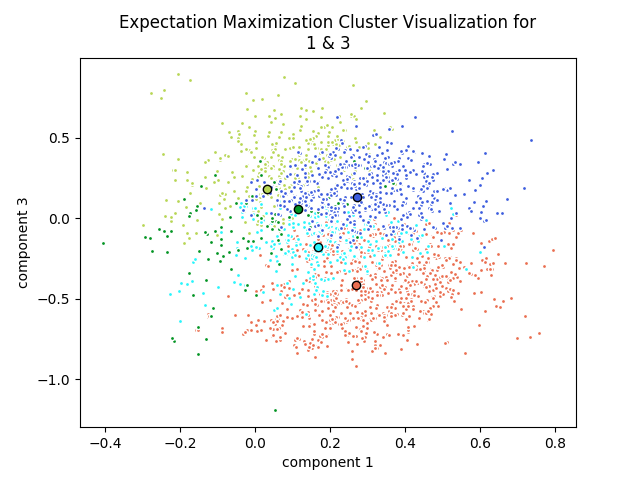 Expectation Maximization Cluster Visualization for
1 & 3
component 3
0.5
0.0
−0.5
−1.0
−0.4
−0.2
0.0
0.2
0.4
0.6
0.8
component 1